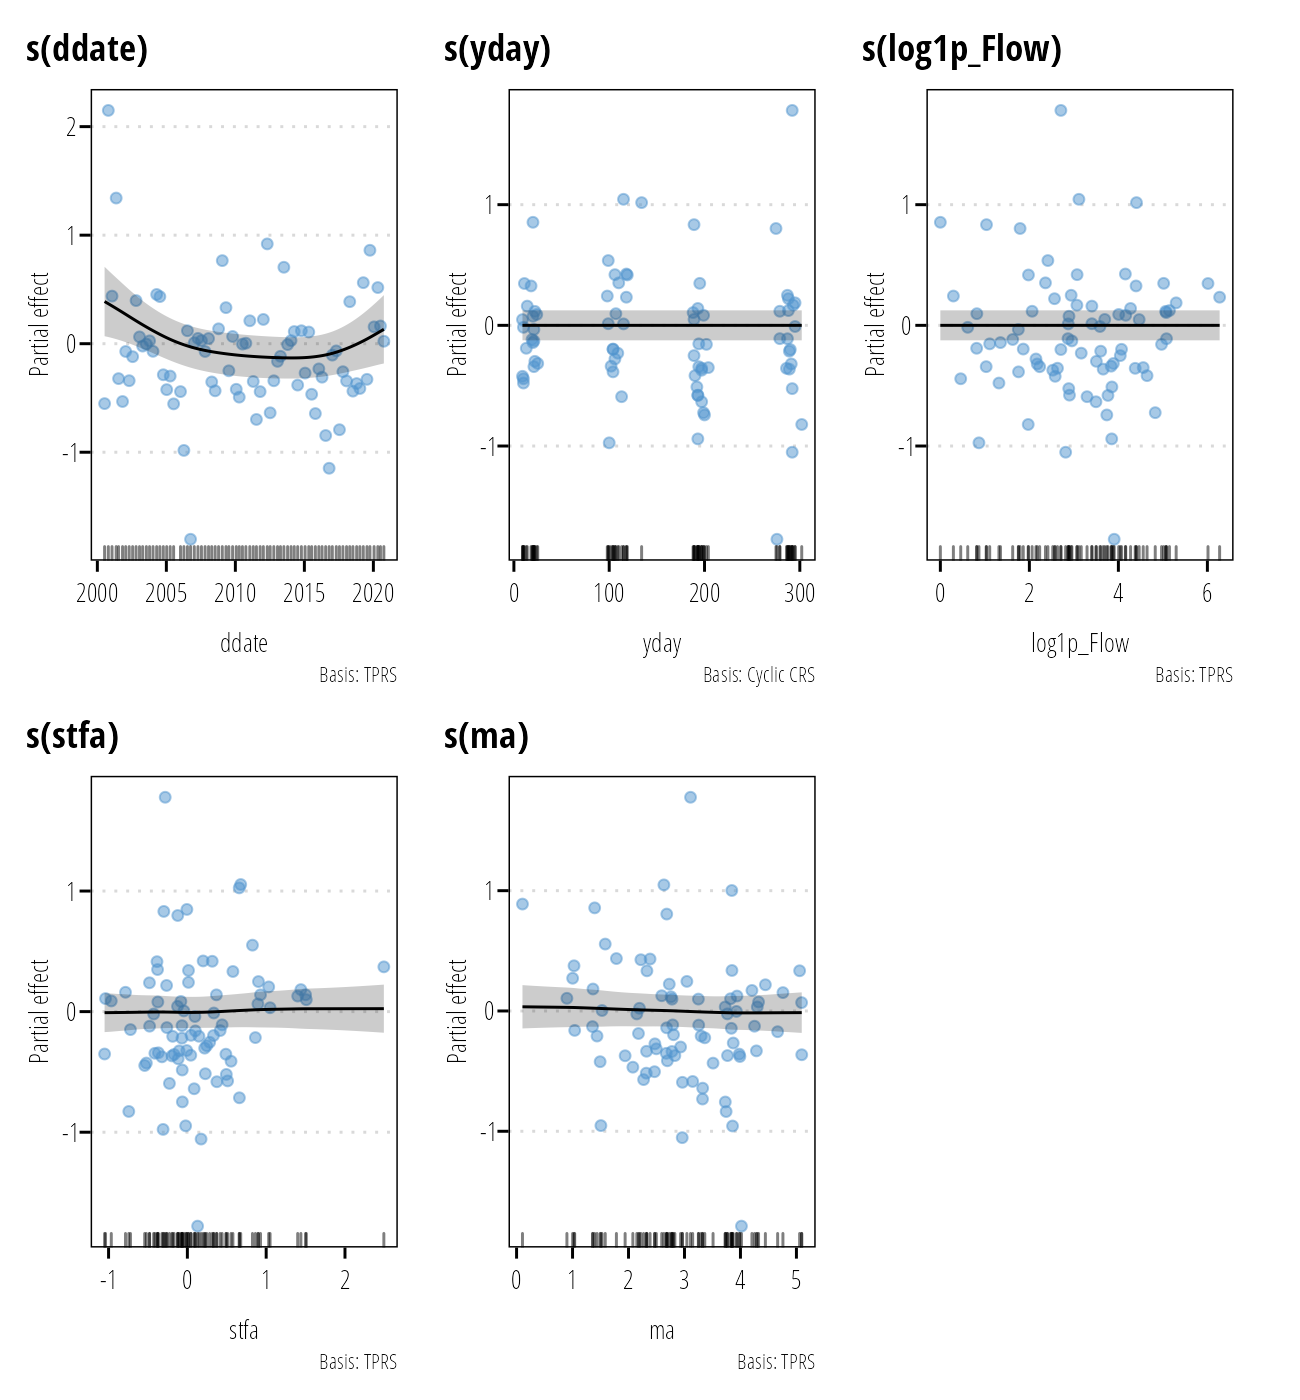 s(ddate) s(yday) s(log1p_Flow)
Partial effect Partial effect Partial effect
2
1 1 1
0 0 0
-1 -1 -1
2000 2005 2010 2015 2020 0 100 200 300 0 2 4 6
ddate yday log1p_Flow
Basis: TPRS Basis: Cyclic CRS Basis: TPRS
s(stfa) s(ma)
Partial effect Partial effect
1 1
0 0
-1 -1
-1 0 1 2 0 1 2 3 4 5
stfa ma
Basis: TPRS Basis: TPRS